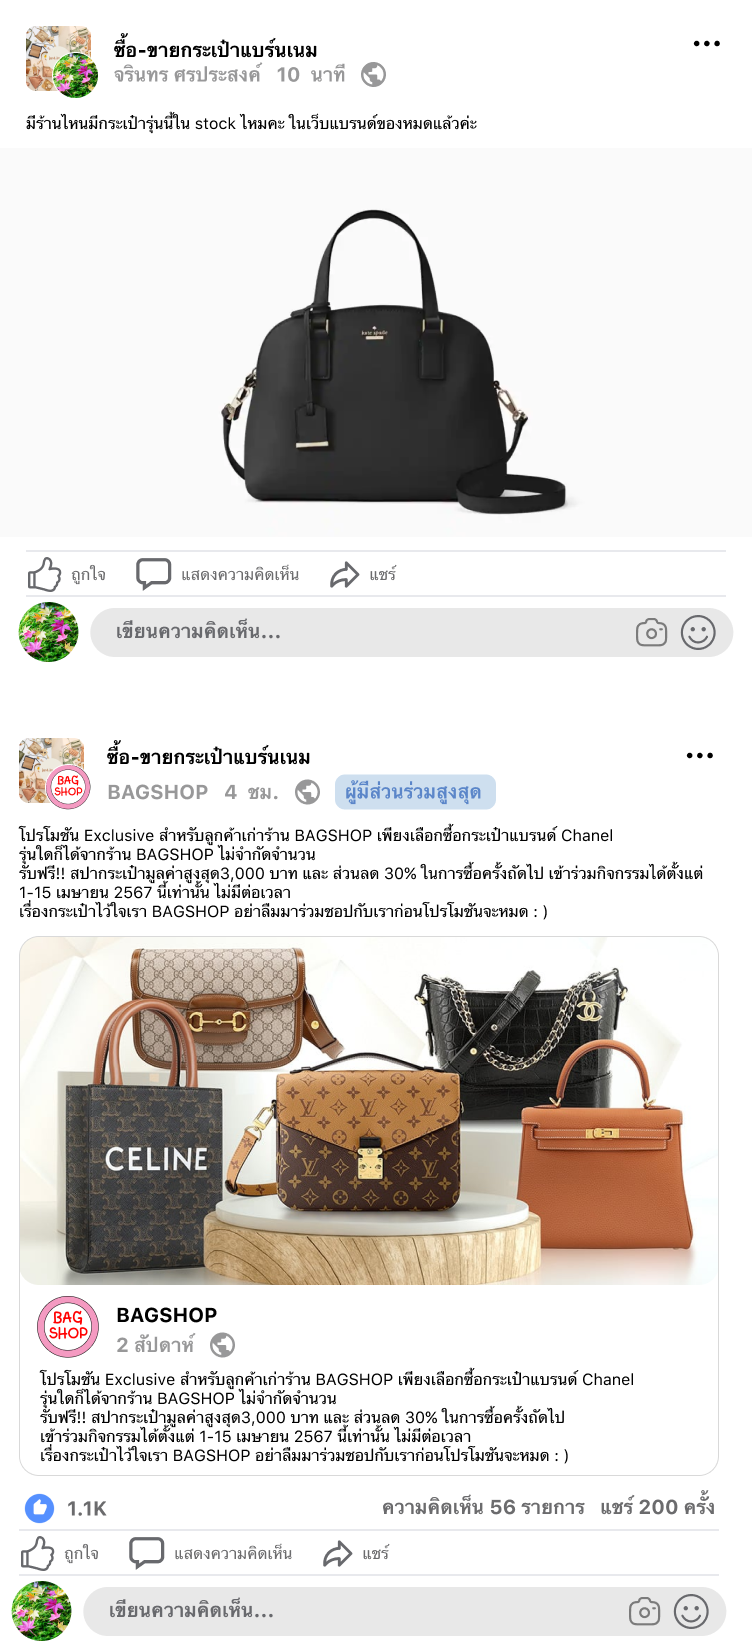 ซื้อ-ขายกระเป๋าแบร์นเนม
จรินทร ศรประสงค์ 10 นาที
มีร้านไหนมีกระเป๋ารุ่นนี้ใน stock ไหมคะ ในเว็บแบรนด์ของหมดแล้วค่ะ
kate spade
ถูกใจ แสดงความคิดเห็น แชร์
เขียนความคิดเห็น...
ซื้อ-ขายกระเป๋าแบร์นเนม
BAG
SHOP
BAGSHOP 4 ชม. ผู้มีส่วนร่วมสูงสุด
โปรโมชัน Exclusive สำหรับลูกค้าเก่าร้าน BAGSHOP เพียงเลือกซื้อกระเป๋าแบรนด์ Chanel
รุ่นใดก็ได้จากร้าน BAGSHOP ไม่จำกัดจำนวน
รับฟรี!! สปากระเป๋ามูลค่าสูงสุด3,000 บาท และ ส่วนลด 30% ในการซื้อครั้งถัดไป เข้าร่วมกิจกรรมได้ตั้งแต่
1-15 เมษายน 2567 นี้เท่านั้น ไม่มีต่อเวลา
เรื่องกระเป๋าไว้ใจเรา BAGSHOP อย่าลืมมาร่วมชอปกับเราก่อนโปรโมชันจะหมด : )
CELINE
BAG
SHOP
BAGSHOP
2 สัปดาห์
โปรโมชัน Exclusive สำหรับลูกค้าเก่าร้าน BAGSHOP เพียงเลือกซื้อกระเป๋าแบรนด์ Chanel
รุ่นใดก็ได้จากร้าน BAGSHOP ไม่จำกัดจำนวน
รับฟรี!! สปากระเป๋ามูลค่าสูงสุด3,000 บาท และ ส่วนลด 30% ในการซื้อครั้งถัดไป
เข้าร่วมกิจกรรมได้ตั้งแต่ 1-15 เมษายน 2567 นี้เท่านั้น ไม่มีต่อเวลา
เรื่องกระเป๋าไว้ใจเรา BAGSHOP อย่าลืมมาร่วมชอปกับเราก่อนโปรโมชันจะหมด : )
1.1K ความคิดเห็น 56 รายการ แชร์ 200 ครั้ง
ถูกใจ แสดงความคิดเห็น แชร์
เขียนความคิดเห็น...